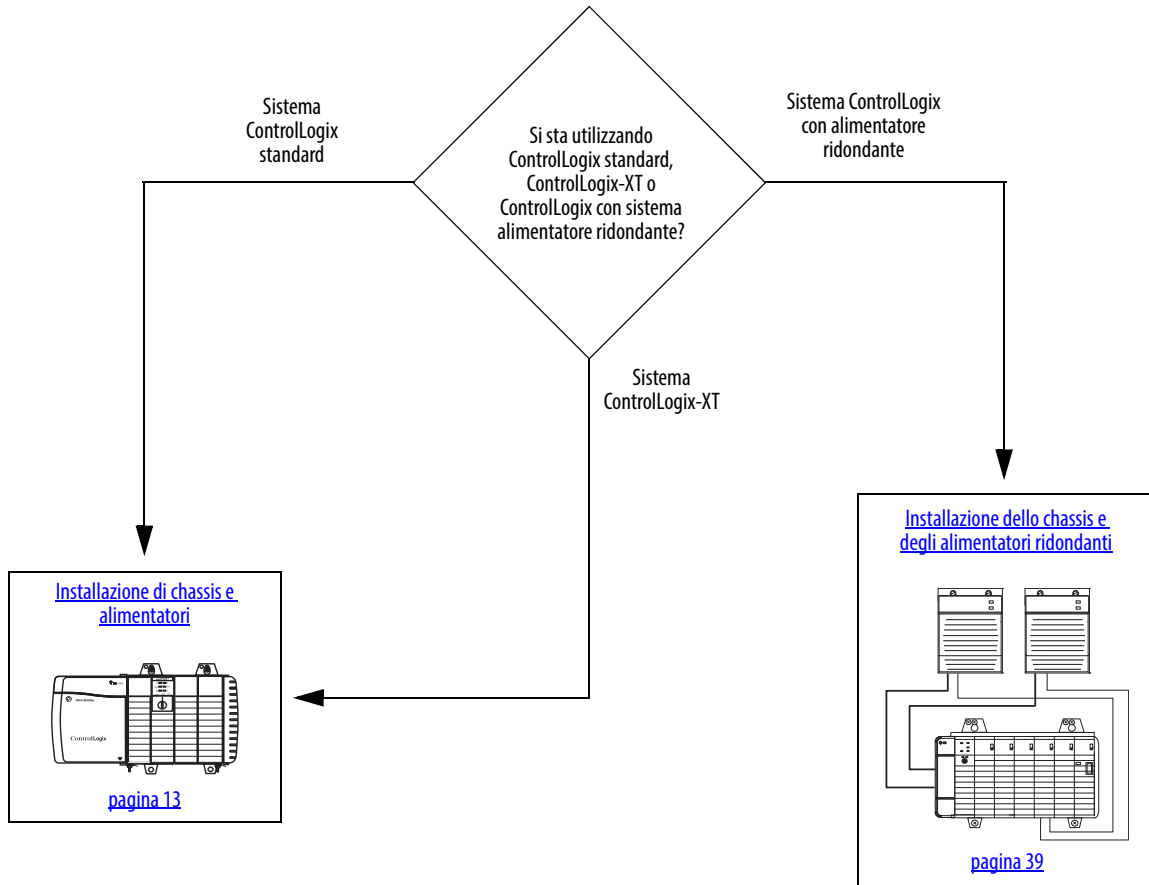 Sistema
ControlLogix
standard
Si sta utilizzando
ControlLogix standard,
ControlLogix-XT o
ControlLogix con sistema
alimentatore ridondante?
Sistema ControlLogix
con alimentatore
ridondante
Sistema
ControlLogix-XT
Installazione di chassis e
alimentatori
ControlLogix
pagina 13
Installazione dello chassis e
degli alimentatori ridondanti
pagina 39